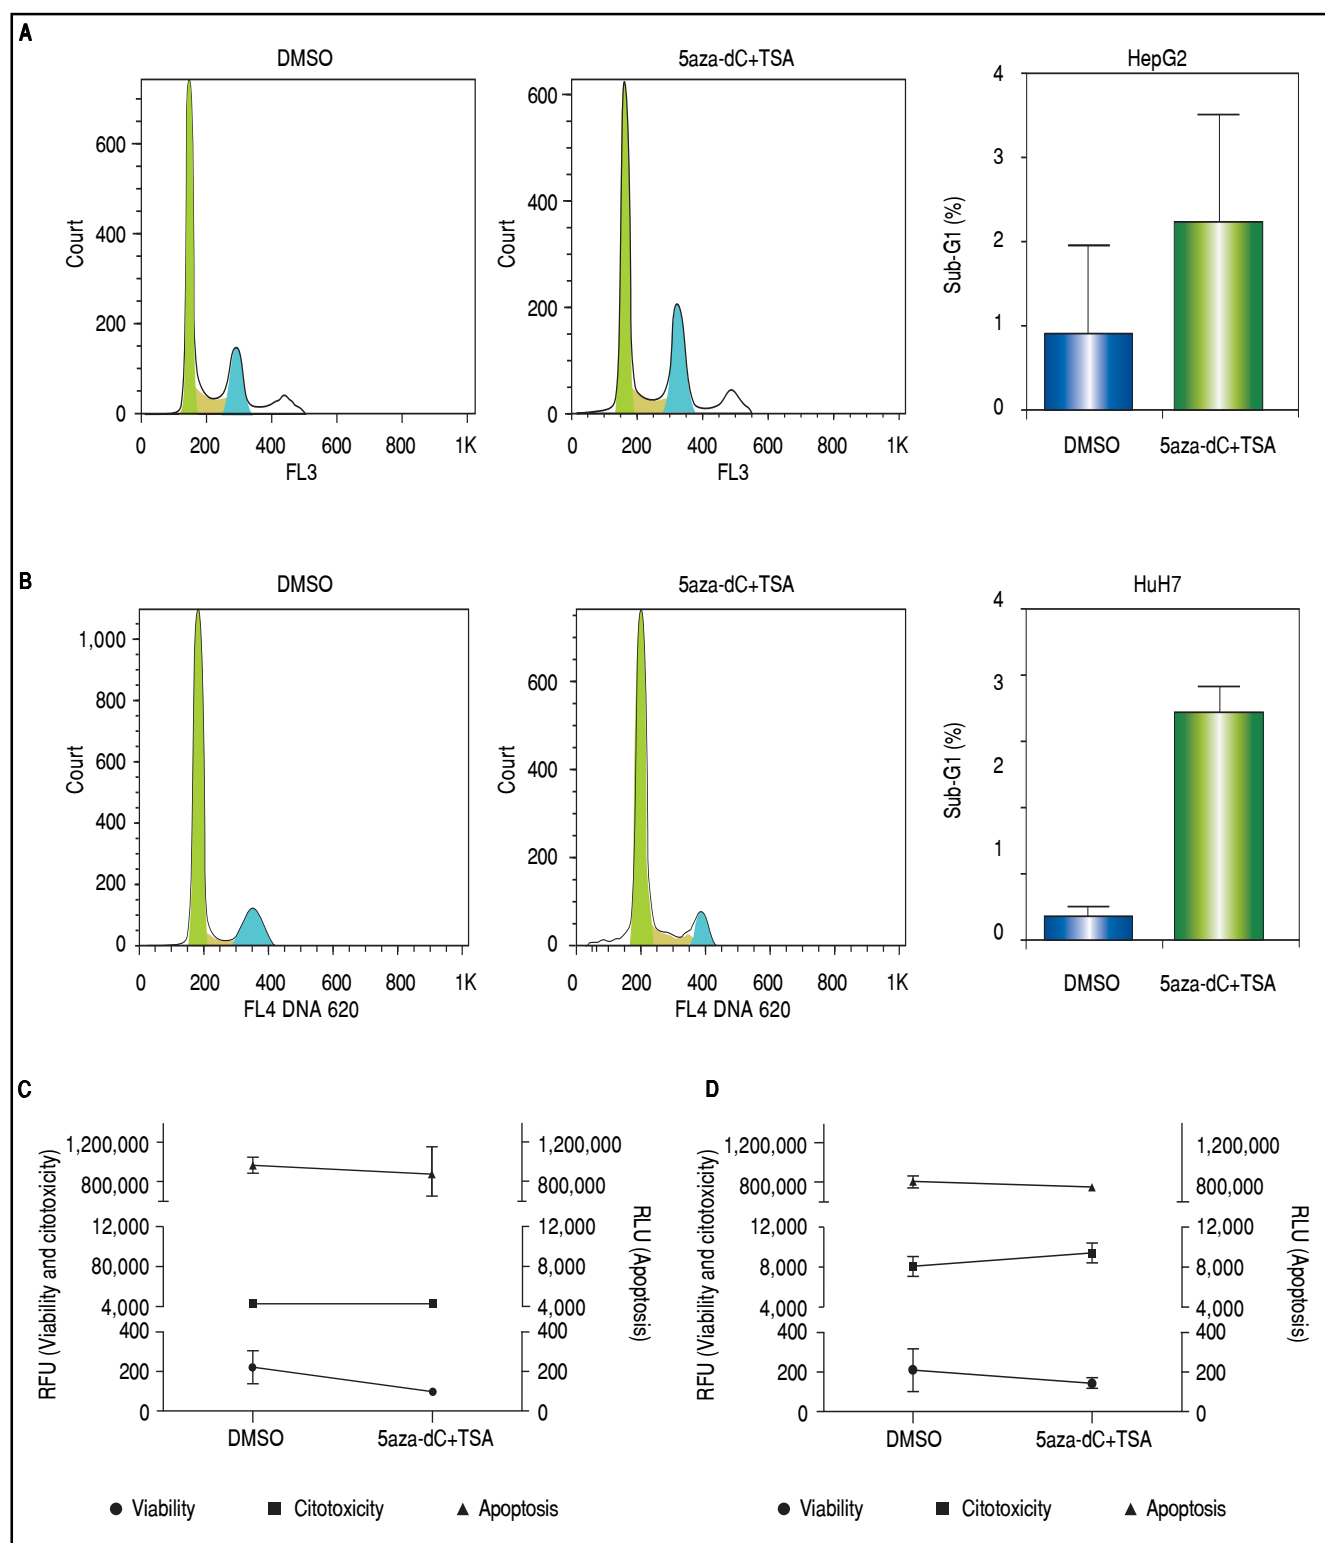 A
DMSO
5aza-dC+TSA
HepG2
Court
600
400
200
0
0 200 400 600 800 1K
FL3
Court
600
400
200
0
0 200 400 600 800 1K
FL3
Sub-G1 (%)
4
3
2
1
0
DMSO 5aza-dC+TSA
B
DMSO
5aza-dC+TSA
HuH7
Court
1,000
800
600
400
200
0
0 200 400 600 800 1K
FL4 DNA 620
Court
600
400
200
0
0 200 400 600 800 1K
FL4 DNA 620
Sub-G1 (%)
4
3
2
1
0
DMSO 5aza-dC+TSA
C
RFU (Viability and citotoxicity)
1,200,000
800,000
12,000
80,000
4,000
400
200
0
1,200,000
800,000
12,000
8,000
4,000
400
200
0
RLU (Apoptosis)
DMSO 5aza-dC+TSA
Viability Citotoxicity Apoptosis
D
RFU (Viability and citotoxicity)
1,200,000
800,000
12,000
8,000
4,000
400
200
0
1,200,000
800,000
12,000
8,000
4,000
400
200
0
RLU (Apoptosis)
DMSO 5aza-dC+TSA
Viability Citotoxicity Apoptosis